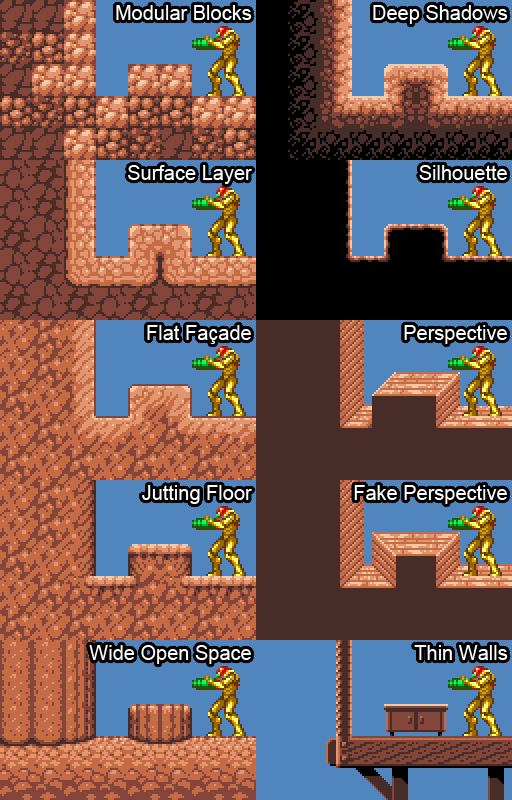 Modular Blocks
Deep Shadows
Surface Layer
Silhouette
Flat Façade
Perspective
Jutting Floor
Fake Perspective
Wide Open Space
Thin Walls